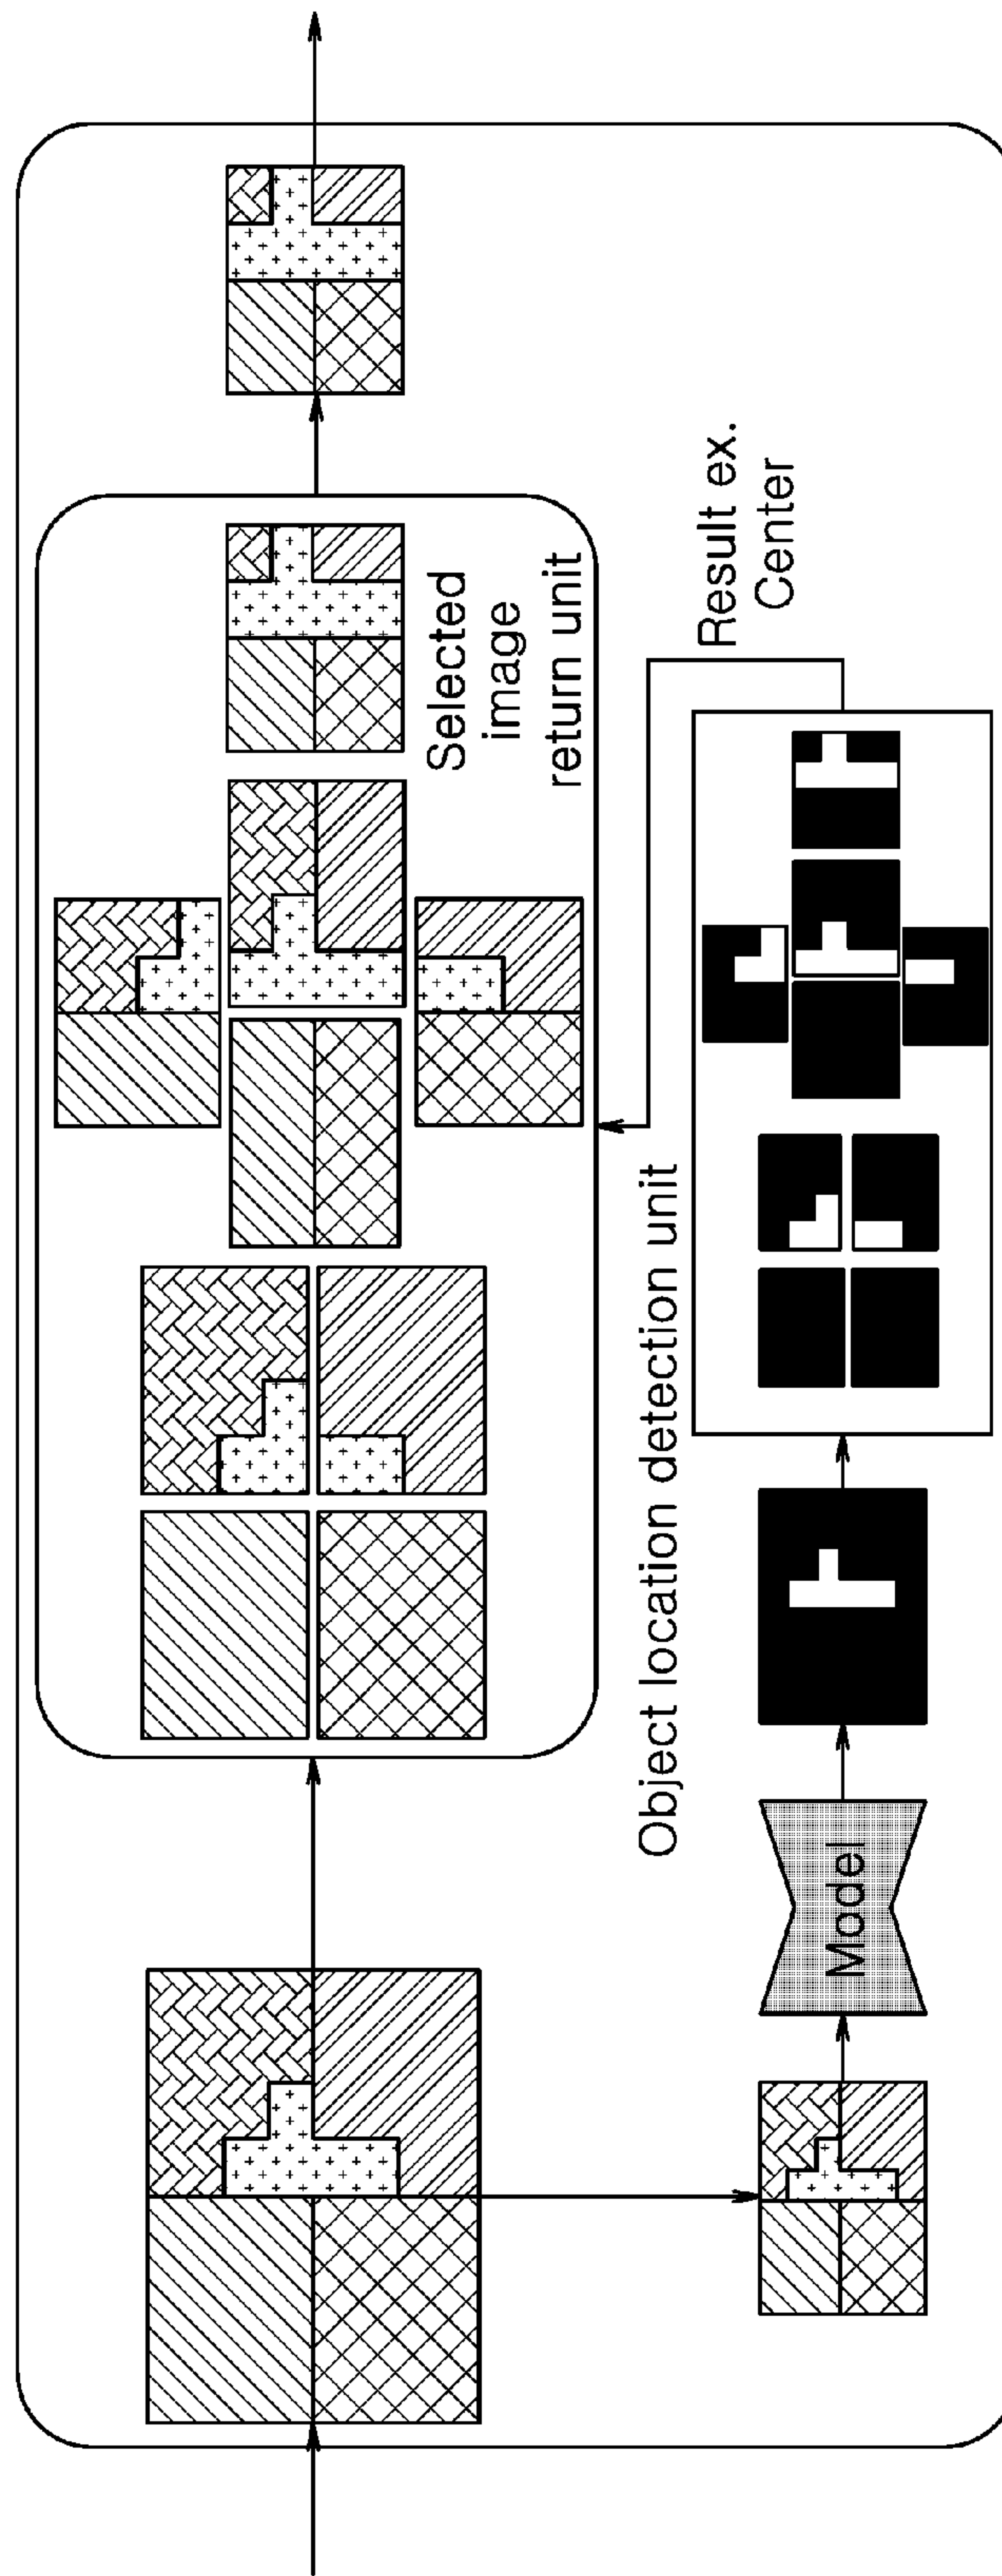 Selected
image
return unit
Object location detection unit
Result ex.
Center
Model